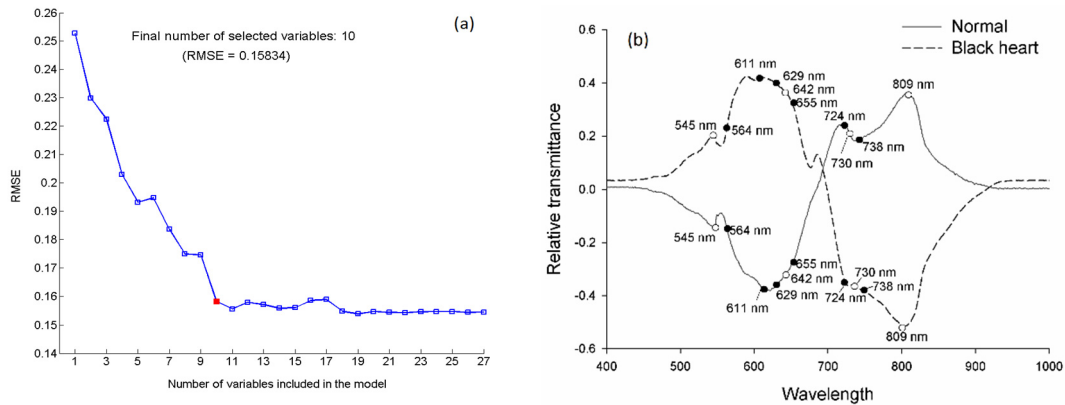 (a)
Final number of selected variables: 10
(RMSE = 0.15834)
0.26
0.25
0.24
0.23
0.22
0.21
0.2
0.19
0.18
0.17
0.16
0.15
0.14
RMSE
1 3 5 7 9 11 13 15 17 19 21 23 25 27
Number of variables included in the model
(b)
Normal
Black heart
0.6
0.4
0.2
0.0
-0.2
-0.4
-0.6
Relative transmittance
611 nm
629 nm
642 nm
655 nm
545 nm
564 nm
724 nm
730 nm
738 nm
809 nm
545 nm
564 nm
655 nm
642 nm
629 nm
611 nm
730 nm
738 nm
724 nm
809 nm
400 500 600 700 800 900 1000
Wavelength